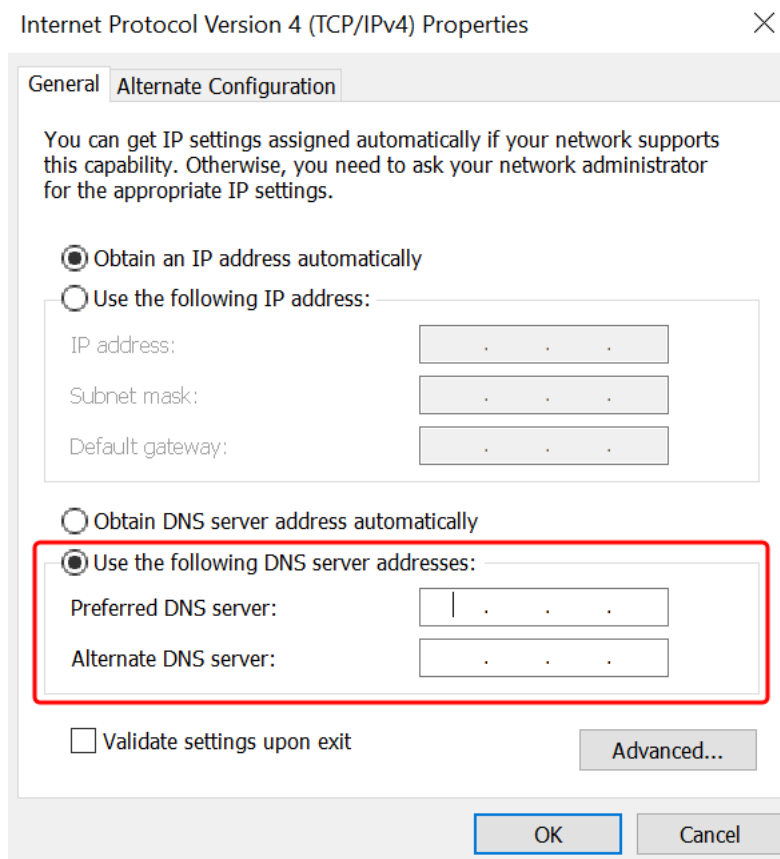 Internet Protocol Version 4 (TCP/IPv4) Properties
General
Alternate Configuration
You can get IP settings assigned automatically if your network supports
this capability. Otherwise, you need to ask your network administrator
for the appropriate IP settings.
Obtain an IP address automatically
Use the following IP address:
IP address:
Subnet mask:
Default gateway:
Obtain DNS server address automatically
Use the following DNS server addresses:
Preferred DNS server:
Alternate DNS server:
Validate settings upon exit
Advanced...
OK
Cancel